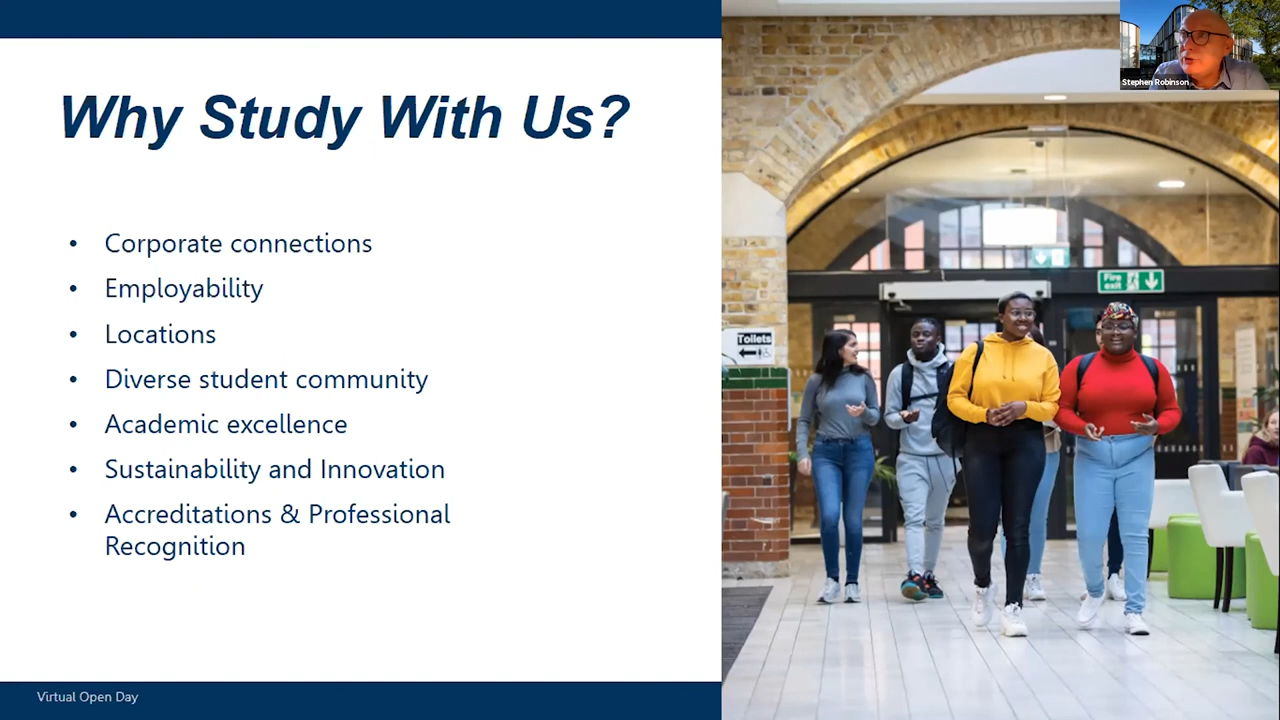 Why Study With Us?
• Corporate connections
• Employability
• Locations
• Diverse student community
• Academic excellence
• Sustainability and Innovation
• Accreditations & Professional
Recognition
Virtual Open Day
Stephen Robinson
Fire
exit
Toilets